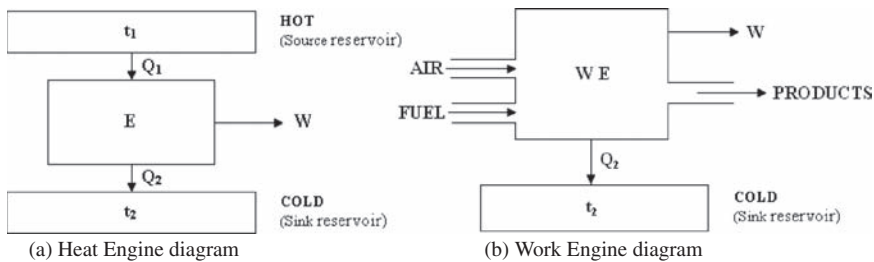 t1
HOT
(Source reservoir)
Q1
E
W
Q2
t2
COLD
(Sink reservoir)
(a) Heat Engine diagram
W
AIR
W E
PRODUCTS
FUEL
Q2
t2
COLD
(Sink reservoir)
(b) Work Engine diagram